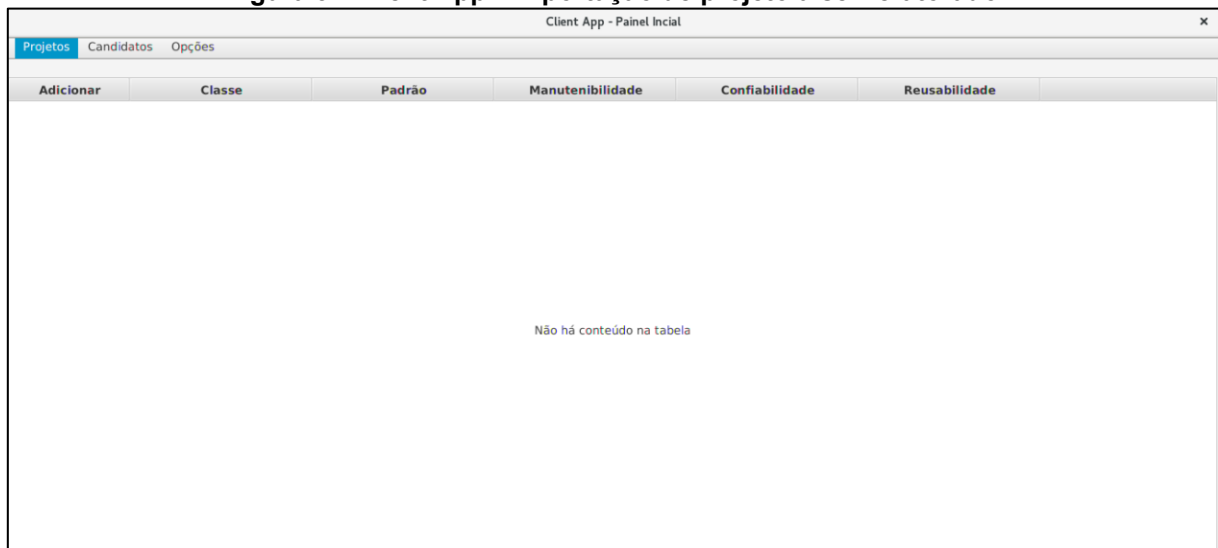 Client App - Painel Incial ×
Projetos Candidatos Opções
Adicionar Classe Padrão Manutenibilidade Confiabilidade Reusabilidade
Não há conteúdo na tabela